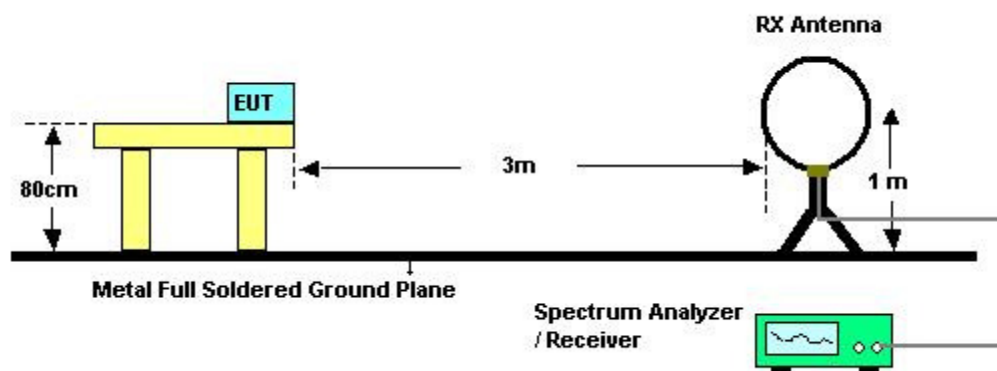 RX Antenna
EUT
3m
80cm
1 m
Metal Full Soldered Ground Plane
Spectrum Analyzer
/ Receiver